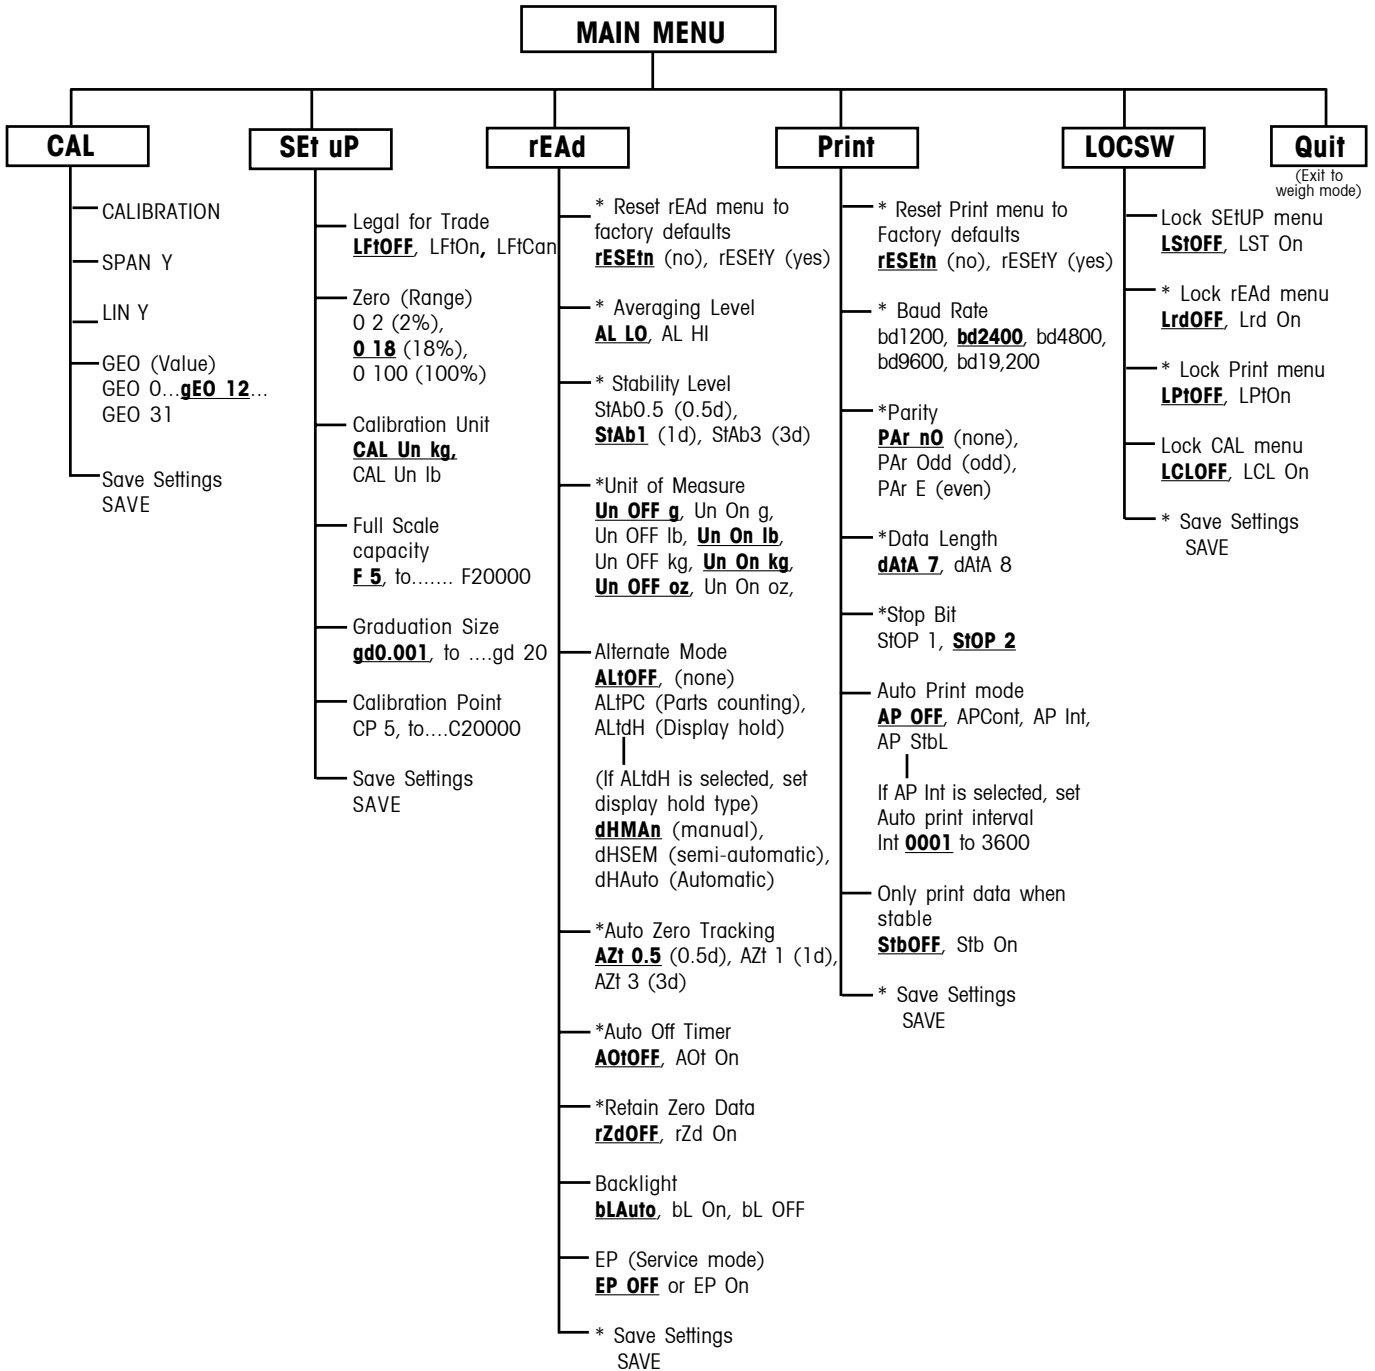 MAIN MENU
CAL
CALIBRATION
SPAN Y
LIN Y
GEO (Value)
GEO 0...gEO 12...
GEO 31
Save Settings
SAVE
SEt uP
Legal for Trade
LFtOFF, LFtOn, LFtCan
Zero (Range)
0 2 (2%),
0 18 (18%),
0 100 (100%)
Calibration Unit
CAL Un kg,
CAL Un lb
Full Scale
capacity
F 5, to....... F20000
Graduation Size
gd0.001, to ....gd 20
Calibration Point
CP 5, to....C20000
Save Settings
SAVE
rEAd
* Reset rEAd menu to
factory defaults
rESEtn (no), rESEtY (yes)
* Averaging Level
AL LO, AL HI
* Stability Level
StAb0.5 (0.5d),
StAb1 (1d), StAb3 (3d)
*Unit of Measure
Un OFF g, Un On g,
Un OFF lb, Un On lb,
Un OFF kg, Un On kg,
Un OFF oz, Un On oz,
Alternate Mode
ALtOFF, (none)
ALtPC (Parts counting),
ALtdH (Display hold)
(If ALtdH is selected, set
display hold type)
dHMAn (manual),
dHSEM (semi-automatic),
dHAuto (Automatic)
*Auto Zero Tracking
AZt 0.5 (0.5d), AZt 1 (1d),
AZt 3 (3d)
*Auto Off Timer
AOtOFF, AOt On
*Retain Zero Data
rZdOFF, rZd On
Backlight
bLAuto, bL On, bL OFF
EP (Service mode)
EP OFF or EP On
* Save Settings
SAVE
Print
* Reset Print menu to
Factory defaults
rESEtn (no), rESEtY (yes)
* Baud Rate
bd1200, bd2400, bd4800,
bd9600, bd19,200
*Parity
PAr nO (none),
PAr Odd (odd),
PAr E (even)
*Data Length
dAtA 7, dAtA 8
*Stop Bit
StOP 1, StOP 2
Auto Print mode
AP OFF, APCont, AP Int,
AP StbL
If AP Int is selected, set
Auto print interval
Int 0001 to 3600
Only print data when
stable
StbOFF, Stb On
* Save Settings
SAVE
LOCSW
Lock SEtUP menu
LStOFF, LST On
* Lock rEAd menu
LrdOFF, Lrd On
* Lock Print menu
LPtOFF, LPtOn
Lock CAL menu
LCLOFF, LCL On
* Save Settings
SAVE
Quit
(Exit to
weigh mode)